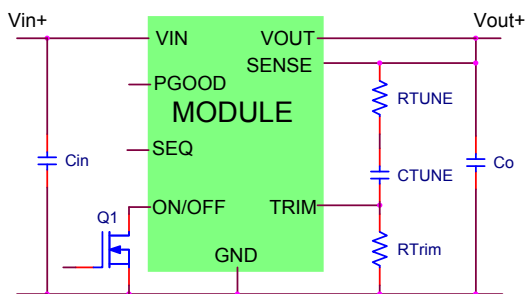 Vin+
Vout+
VIN
VOUT
SENSE
PGOOD
RTUNE
MODULE
SEQ
Cin
CTUNE
Co
Q1
ON/OFF
TRIM
RTrim
GND